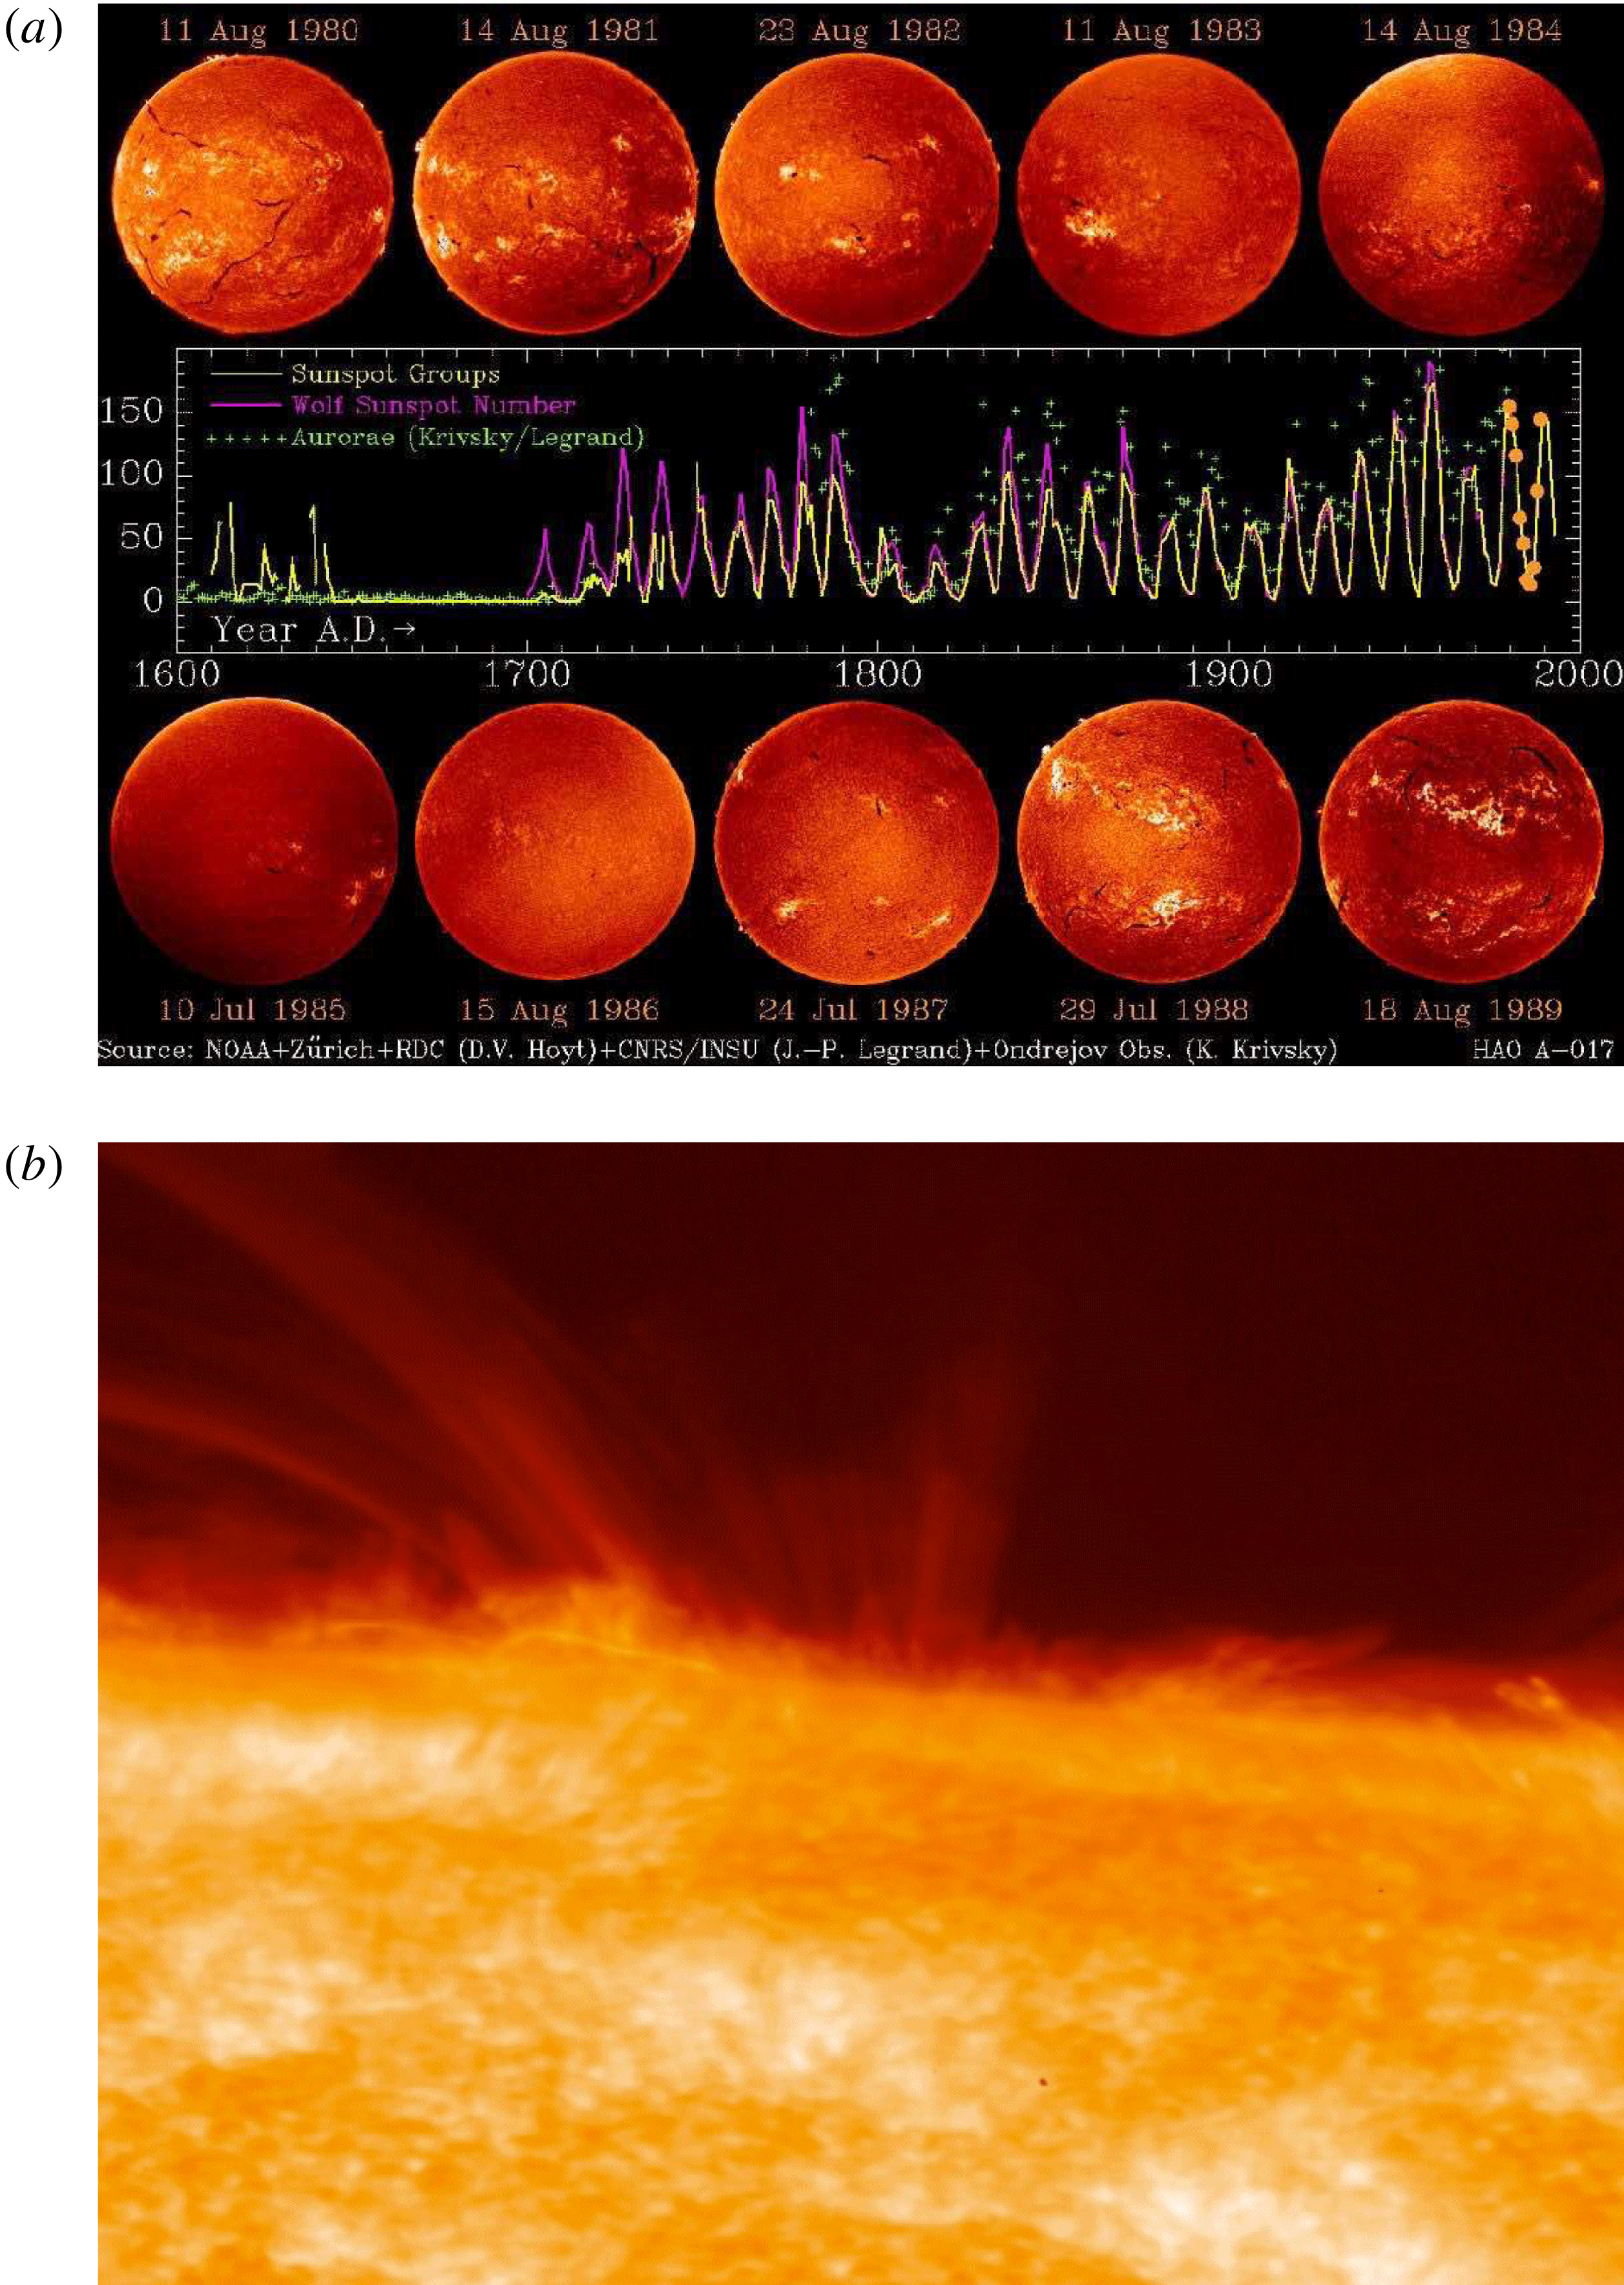 (a)
11 Aug 1980 14 Aug 1981 23 Aug 1982 11 Aug 1983 14 Aug 1984
Sunspot Groups
Wolf Sunspot Number
+ + + + + Aurorae (Krivsky/Legrand)
150
100
50
0
Year A.D.→
1600 1700 1800 1900 2000
10 Jul 1985 15 Aug 1986 24 Jul 1987 29 Jul 1988 18 Aug 1989
Source: NOAA+Zűrich+RDC (D.V. Hoyt)+CNRS/INSU (J.–P. Legrand)+Ondrejov Obs. (K. Krivsky) HAO A–017
(b)